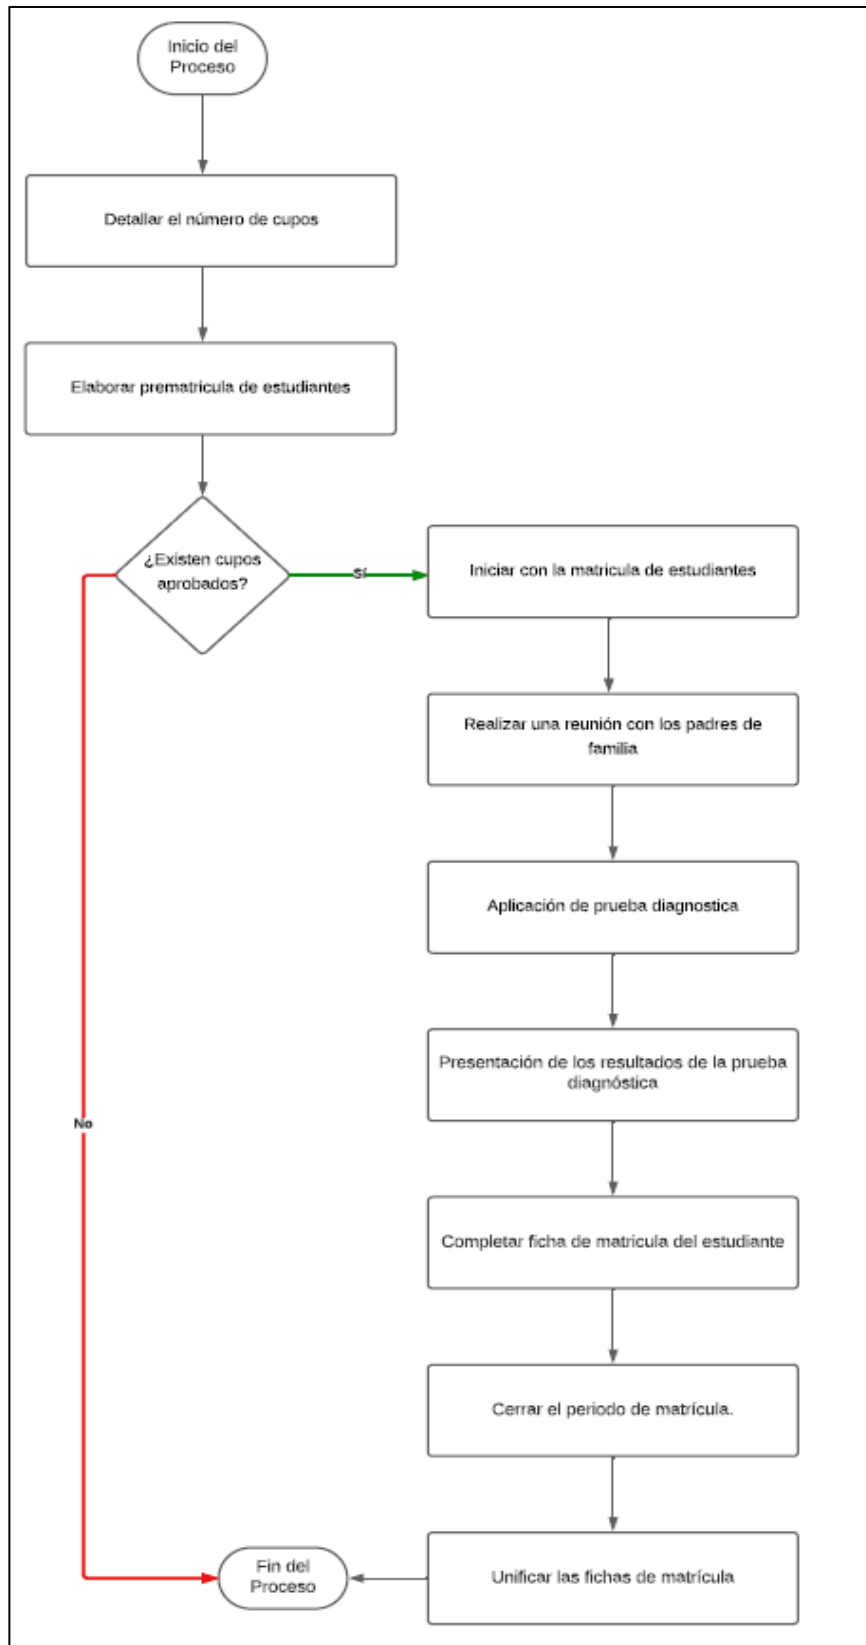 Inicio del
Proceso
Detallar el número de cupos
Elaborar prematricula de estudiantes
¿Existen cupos
aprobados?
Sí
Iniciar con la matricula de estudiantes
Realizar una reunión con los padres de
familia
Aplicación de prueba diagnostica
Presentación de los resultados de la prueba
diagnóstica
Completar ficha de matricula del estudiante
Cerrar el periodo de matrícula.
Unificar las fichas de matrícula
No
Fin del
Proceso